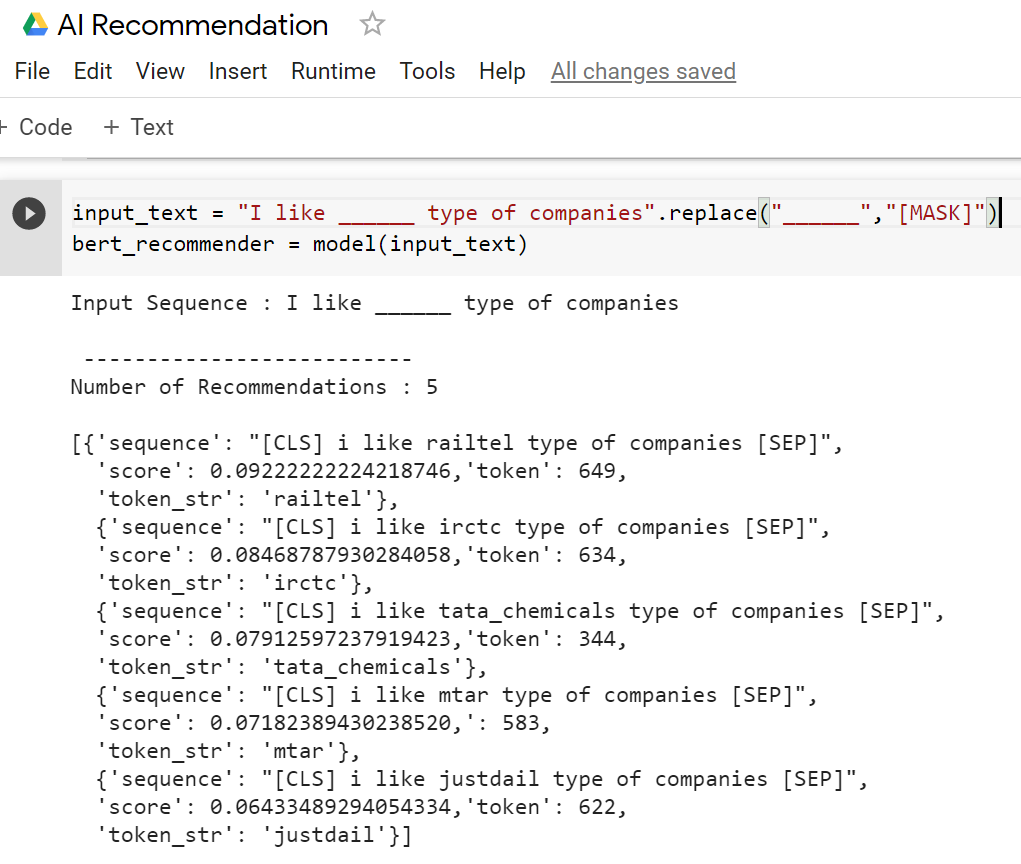 AI Recommendation
File Edit View Insert Runtime Tools Help All changes saved
+ Code + Text
input_text = "I like ______ type of companies".replace("______","[MASK]")
bert_recommender = model(input_text)
Input Sequence : I like ______ type of companies
--------------------------
Number of Recommendations : 5
[{'sequence': "[CLS] i like railtel type of companies [SEP]",
'score': 0.09222222224218746,'token': 649,
'token_str': 'railtel'},
{'sequence': "[CLS] i like irctc type of companies [SEP]",
'score': 0.08468787930284058,'token': 634,
'token_str': 'irctc'},
{'sequence': "[CLS] i like tata_chemicals type of companies [SEP]",
'score': 0.07912597237919423,'token': 344,
'token_str': 'tata_chemicals'},
{'sequence': "[CLS] i like mtar type of companies [SEP]",
'score': 0.07182389430238520,': 583,
'token_str': 'mtar'},
{'sequence': "[CLS] i like justdail type of companies [SEP]",
'score': 0.06433489294054334,'token': 622,
'token_str': 'justdail'}]